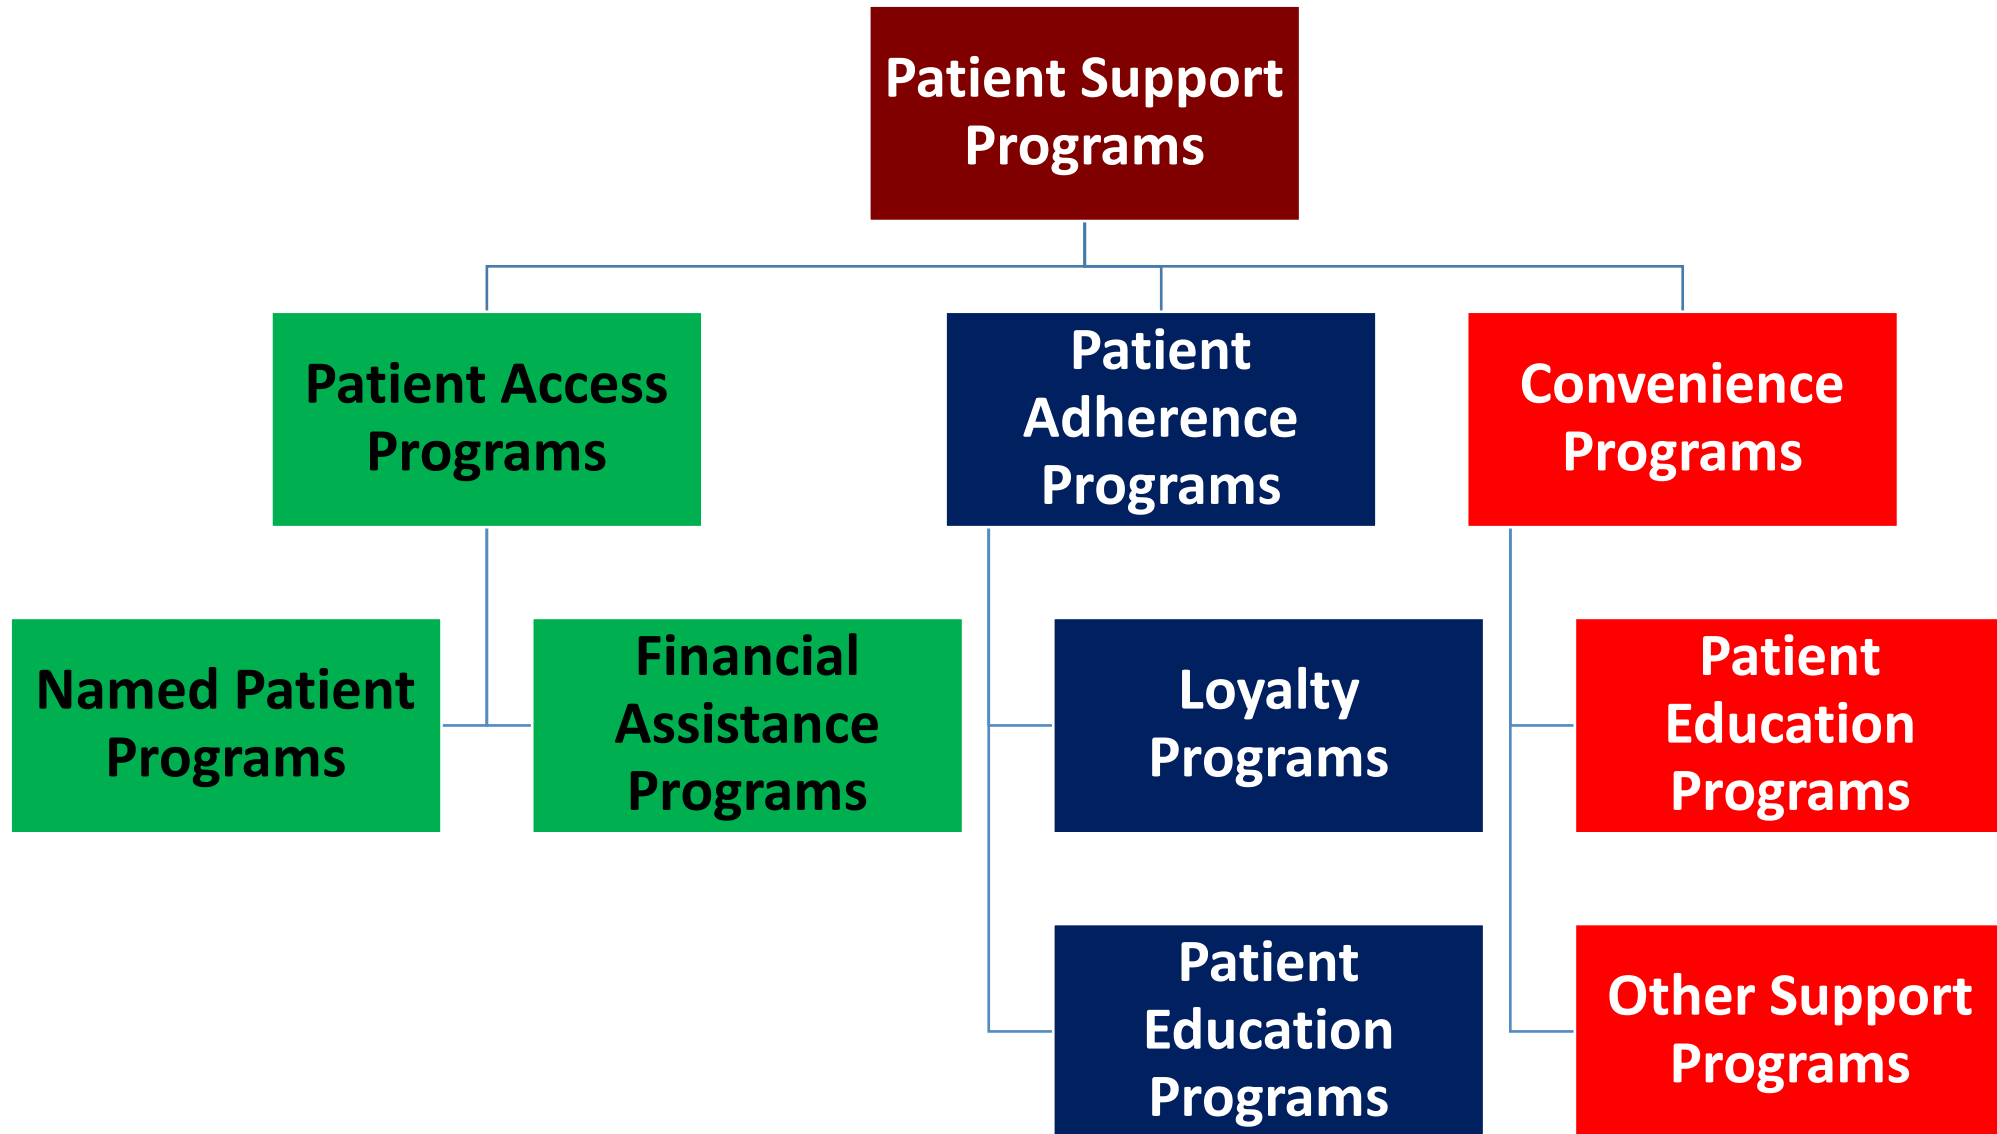 Patient Support
Programs
Patient Access
Programs
Patient
Adherence
Programs
Convenience
Programs
Named Patient
Programs
Financial
Assistance
Programs
Loyalty
Programs
Patient
Education
Programs
Patient
Education
Programs
Other Support
Programs